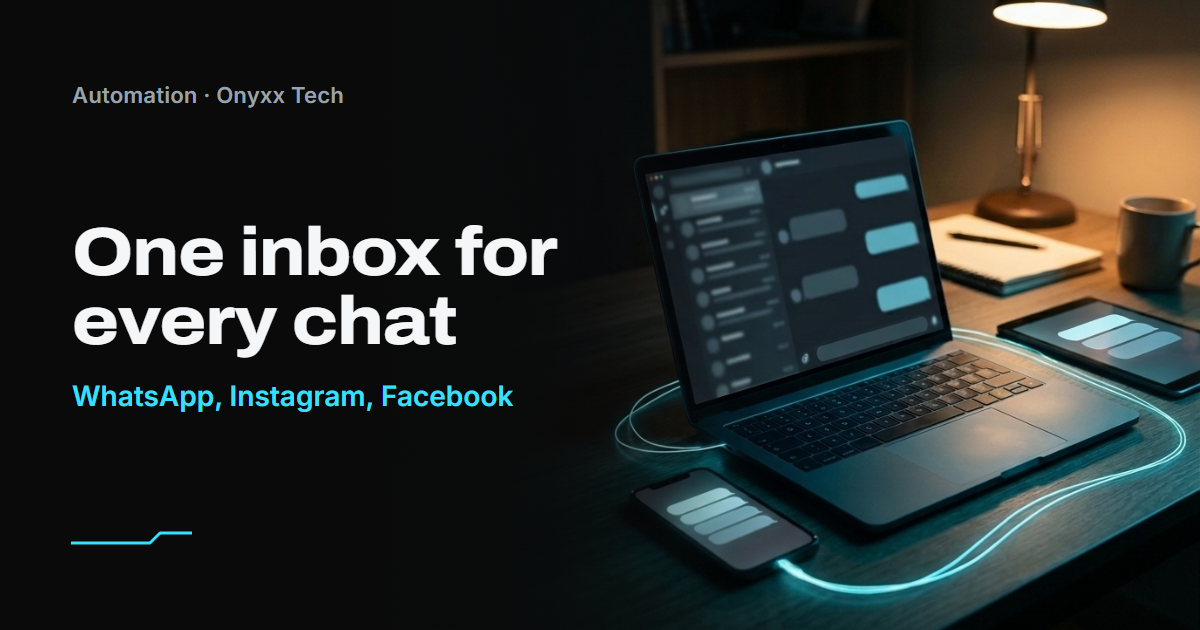 Automation · Onyxx Tech
One inbox for
every chat
WhatsApp, Instagram, Facebook